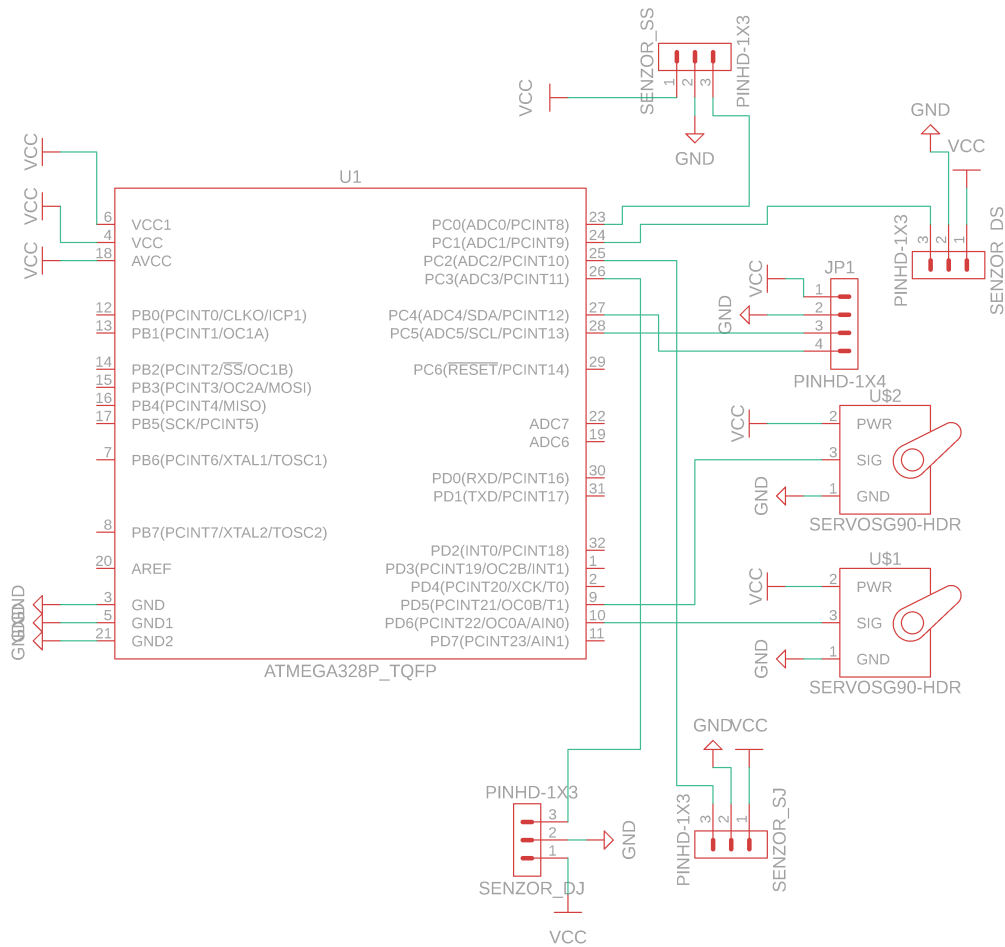 SENZOR_SS
PINHD-1X3
1
2
3
VCC
GND
GND
VCC
3
2
1
PINHD-1X3
SENZOR_DS
VCC
VCC
VCC
U1
6
VCC1
4
VCC
18
AVCC
12
PB0(PCINT0/CLKO/ICP1)
13
PB1(PCINT1/OC1A)
14
PB2(PCINT2/SS/OC1B)
15
PB3(PCINT3/OC2A/MOSI)
16
PB4(PCINT4/MISO)
17
PB5(SCK/PCINT5)
7
PB6(PCINT6/XTAL1/TOSC1)
8
PB7(PCINT7/XTAL2/TOSC2)
20
AREF
3
GND
5
GND1
21
GND2
GND
GND
GND
PC0(ADC0/PCINT8)
23
PC1(ADC1/PCINT9)
24
PC2(ADC2/PCINT10)
25
PC3(ADC3/PCINT11)
26
PC4(ADC4/SDA/PCINT12)
27
PC5(ADC5/SCL/PCINT13)
28
PC6(RESET/PCINT14)
29
ADC7
22
ADC6
19
PD0(RXD/PCINT16)
30
PD1(TXD/PCINT17)
31
PD2(INT0/PCINT18)
32
PD3(PCINT19/OC2B/INT1)
1
PD4(PCINT20/XCK/T0)
2
PD5(PCINT21/OC0B/T1)
9
PD6(PCINT22/OC0A/AIN0)
10
PD7(PCINT23/AIN1)
11
ATMEGA328P_TQFP
JP1
VCC
GND
1
2
3
4
PINHD-1X4
U$2
VCC
2
PWR
3
SIG
GND
1
GND
SERVOSG90-HDR
U$1
VCC
2
PWR
3
SIG
GND
1
GND
SERVOSG90-HDR
GND
VCC
3
2
1
PINHD-1X3
SENZOR_SJ
PINHD-1X3
3
2
1
GND
SENZOR_DJ
VCC